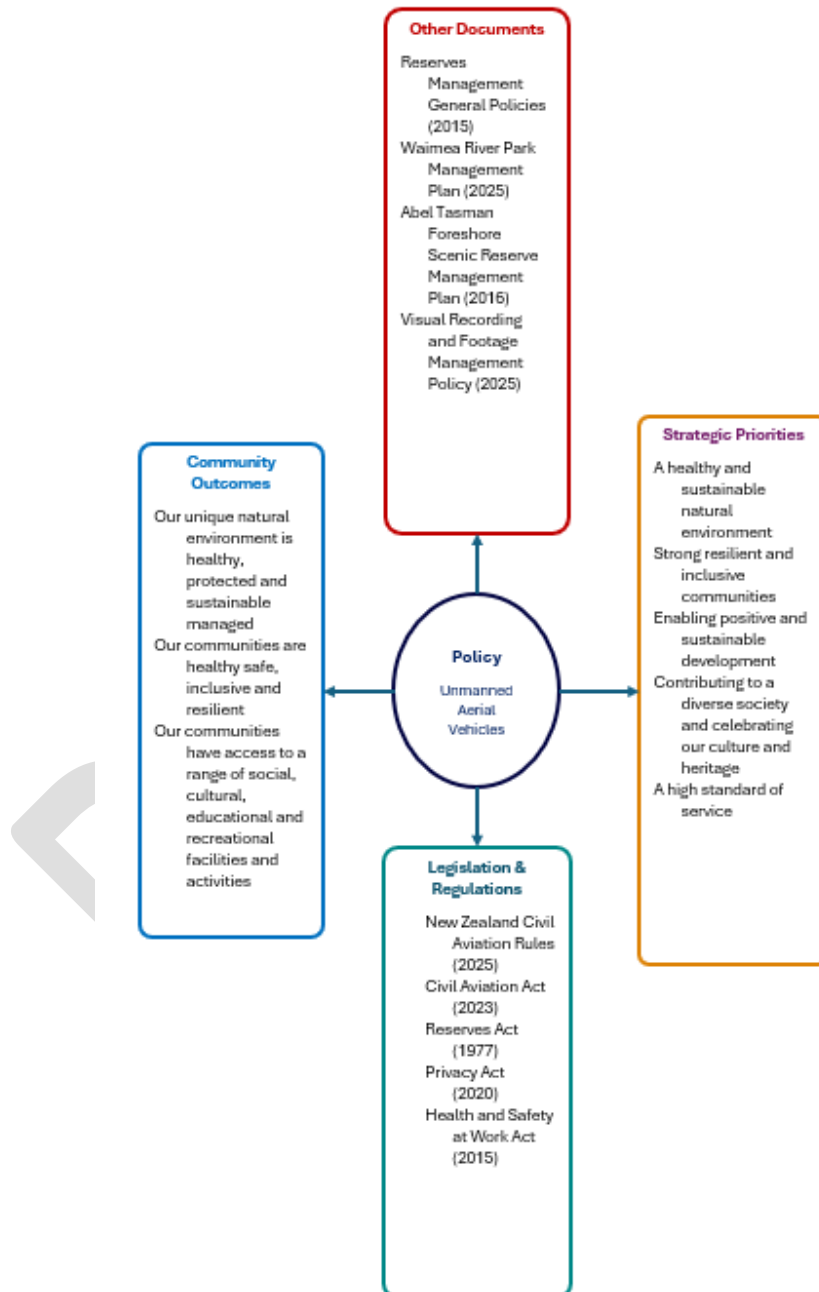 Other Documents
Reserves
Management
General Policies
(2015)
Waimea River Park
Management
Plan (2025)
Abel Tasman
Foreshore
Scenic Reserve
Management
Plan (2016)
Visual Recording
and Footage
Management
Policy (2025)
Community
Outcomes
Our unique natural
environment is
healthy,
protected and
sustainable
managed
Our communities are
healthy safe,
inclusive and
resilient
Our communities
have access to a
range of social,
cultural,
educational and
recreational
facilities and
activities
Policy
Unmanned
Aerial
Vehicles
Strategic Priorities
A healthy and
sustainable
natural
environment
Strong resilient and
inclusive
communities
Enabling positive and
sustainable
development
Contributing to a
diverse society
and celebrating
our culture and
heritage
A high standard of
service
Legislation &
Regulations
New Zealand Civil
Aviation Rules
(2025)
Civil Aviation Act
(2023)
Reserves Act
(1977)
Privacy Act
(2020)
Health and Safety
at Work Act
(2015)